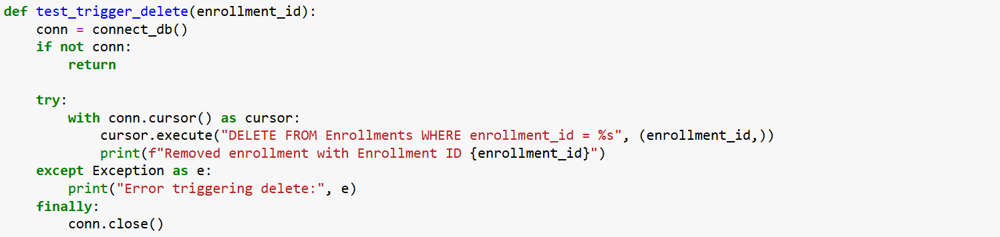 def test_trigger_delete(enrollment_id):
    conn = connect_db()
    if not conn:
        return

    try:
        with conn.cursor() as cursor:
            cursor.execute("DELETE FROM Enrollments WHERE enrollment_id = %s", (enrollment_id,))
            print(f"Removed enrollment with Enrollment ID {enrollment_id}")
    except Exception as e:
        print("Error triggering delete:", e)
    finally:
        conn.close()